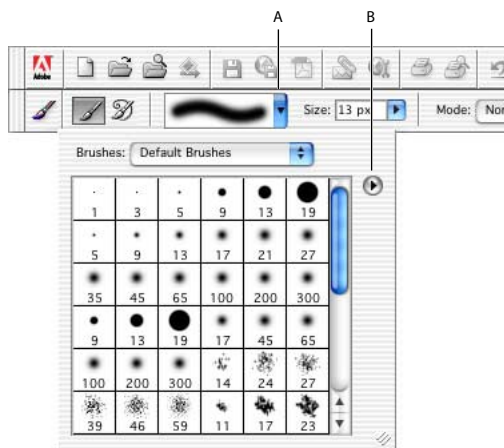 A B
Adobe
Size: 13 px Mode: Nor
Brushes: Default Brushes
1 3 5 9 13 19
5 9 13 17 21 27
35 45 65 100 200 300
9 13 19 17 45 65
100 200 300 14 24 27
39 46 59 11 17 23